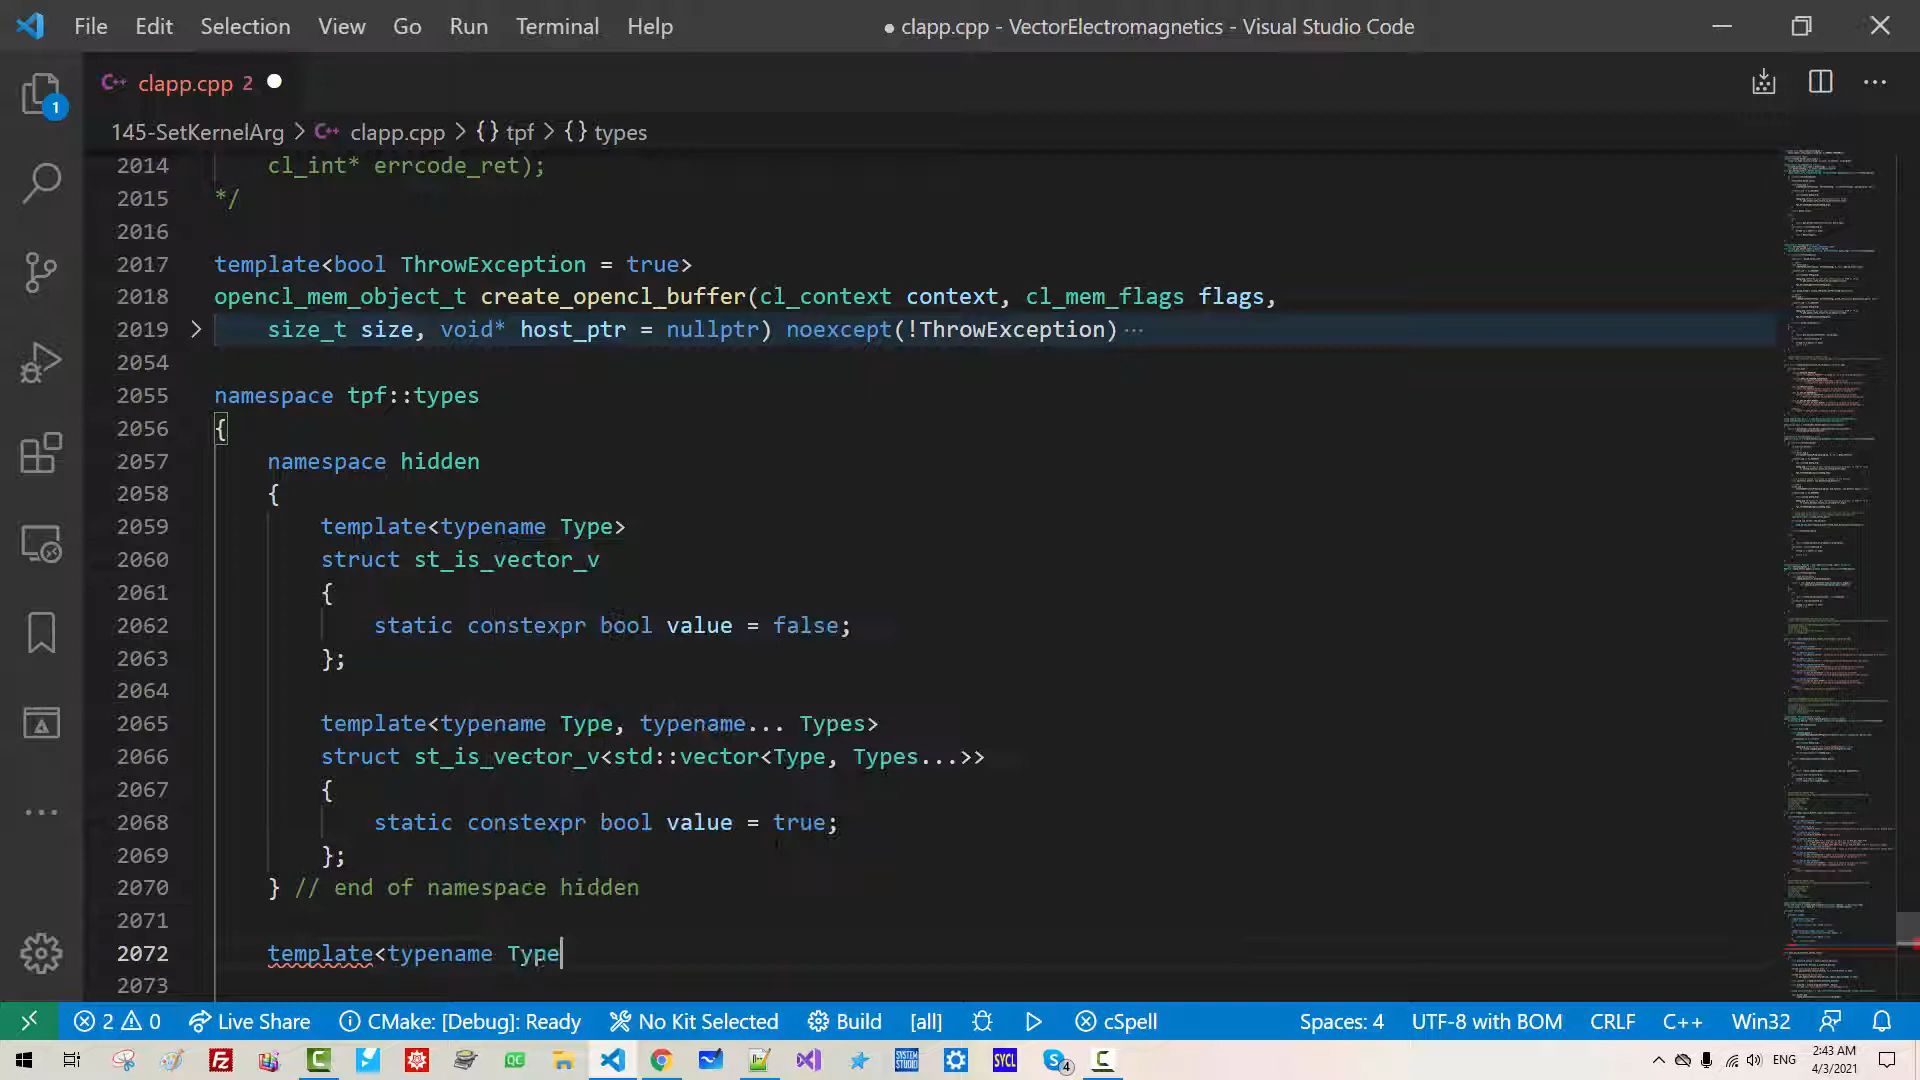 File Edit Selection View Go Run Terminal Help ● clapp.cpp - VectorElectromagnetics - Visual Studio Code
C++ clapp.cpp 2
145-SetKernelArg > C++ clapp.cpp > {} tpf > {} types
2014 cl_int* errcode_ret);
2015 */
2016
2017 template<bool ThrowException = true>
2018 opencl_mem_object_t create_opencl_buffer(cl_context context, cl_mem_flags flags,
2019 size_t size, void* host_ptr = nullptr) noexcept(!ThrowException)···
2054
2055 namespace tpf::types
2056 {
2057 namespace hidden
2058 {
2059 template<typename Type>
2060 struct st_is_vector_v
2061 {
2062 static constexpr bool value = false;
2063 };
2064
2065 template<typename Type, typename... Types>
2066 struct st_is_vector_v<std::vector<Type, Types...>>
2067 {
2068 static constexpr bool value = true;
2069 };
2070 } // end of namespace hidden
2071
2072 template<typename Type
2073
1
2 0 Live Share CMake: [Debug]: Ready No Kit Selected Build [all] cSpell Spaces: 4 UTF-8 with BOM CRLF C++ Win32
QC SYSTEM STUDIO SYCL 4 ENG 2:43 AM
4/3/2021